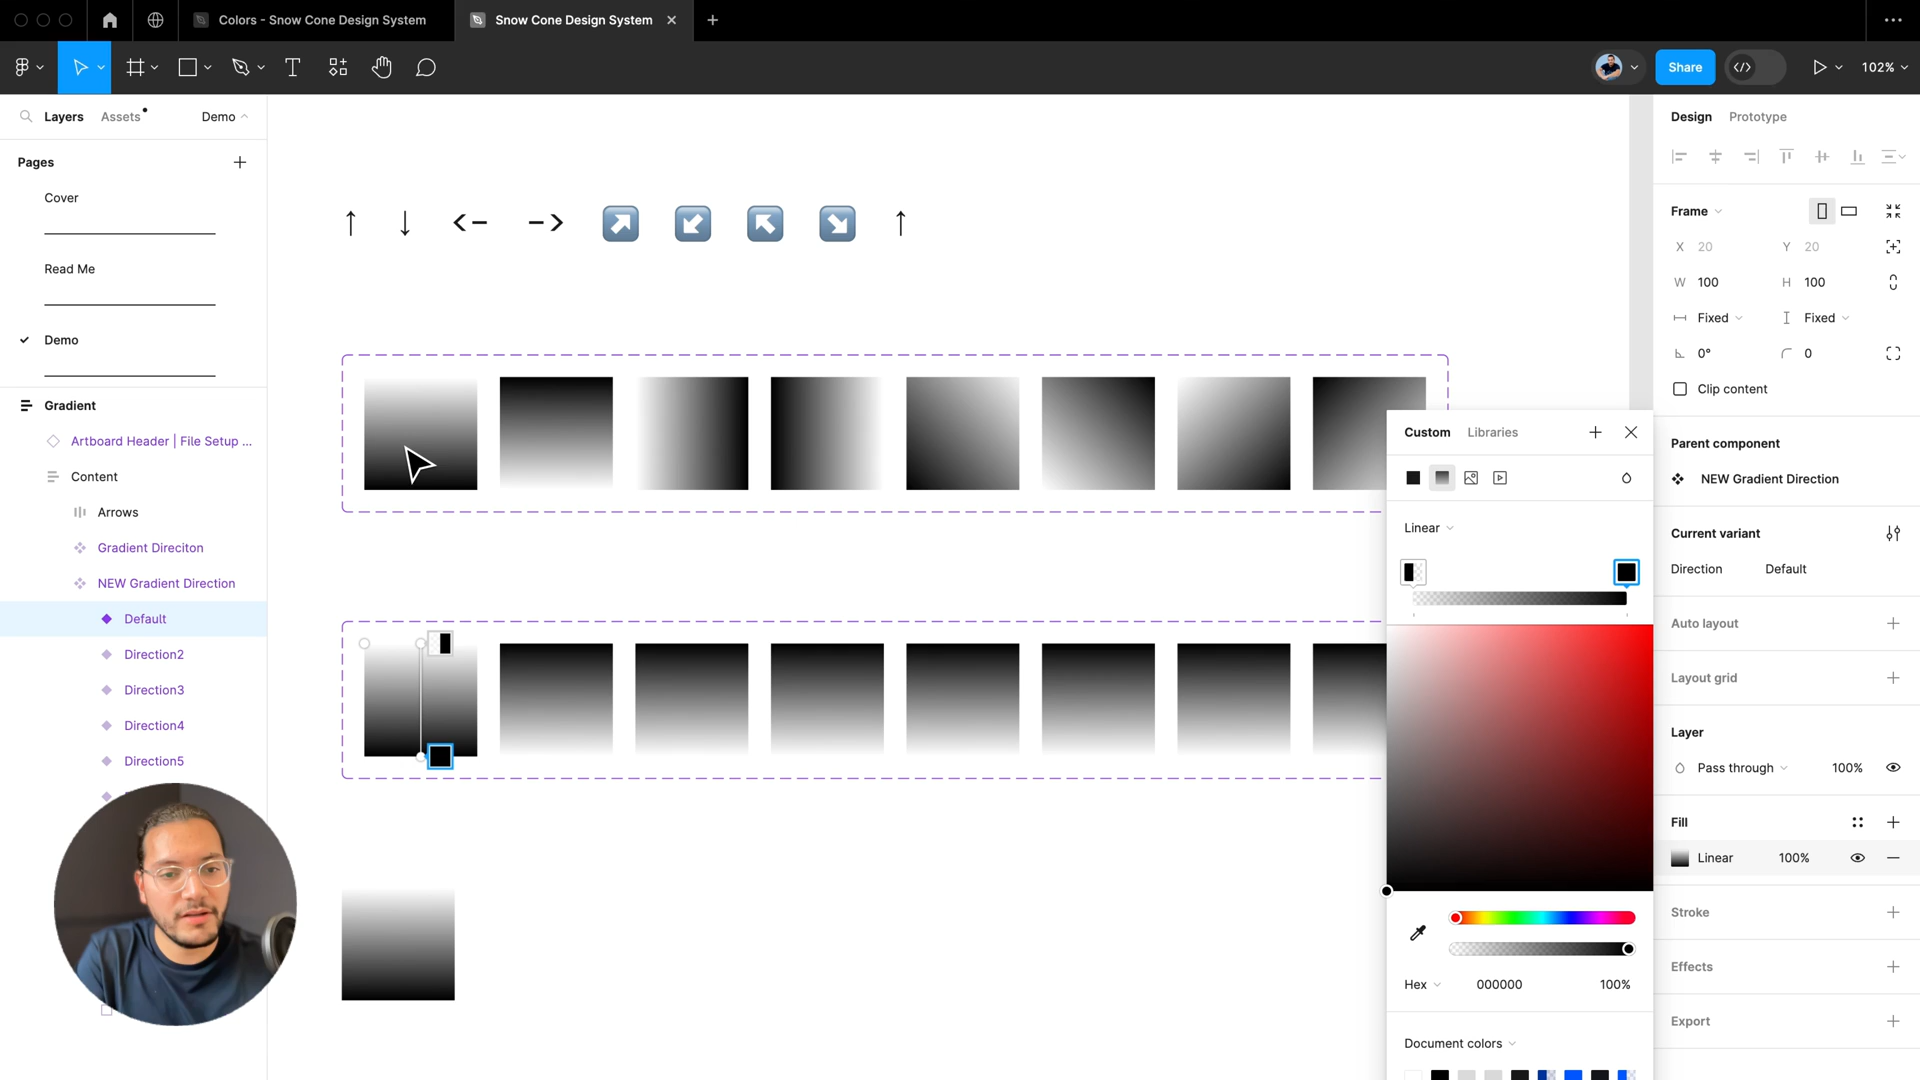 Colors - Snow Cone Design System
Snow Cone Design System
Share
102%
Layers
Assets
Demo
Pages
Cover
Read Me
Demo
Gradient
Artboard Header | File Setup ...
Content
Arrows
Gradient Direciton
NEW Gradient Direction
Default
Direction2
Direction3
Direction4
Direction5
Custom
Libraries
Linear
Hex
000000
100%
Document colors
Design
Prototype
Frame
X 20
Y 20
W 100
H 100
Fixed
Fixed
0°
0
Clip content
Parent component
NEW Gradient Direction
Current variant
Direction
Default
Auto layout
Layout grid
Layer
Pass through
100%
Fill
Linear
100%
Stroke
Effects
Export